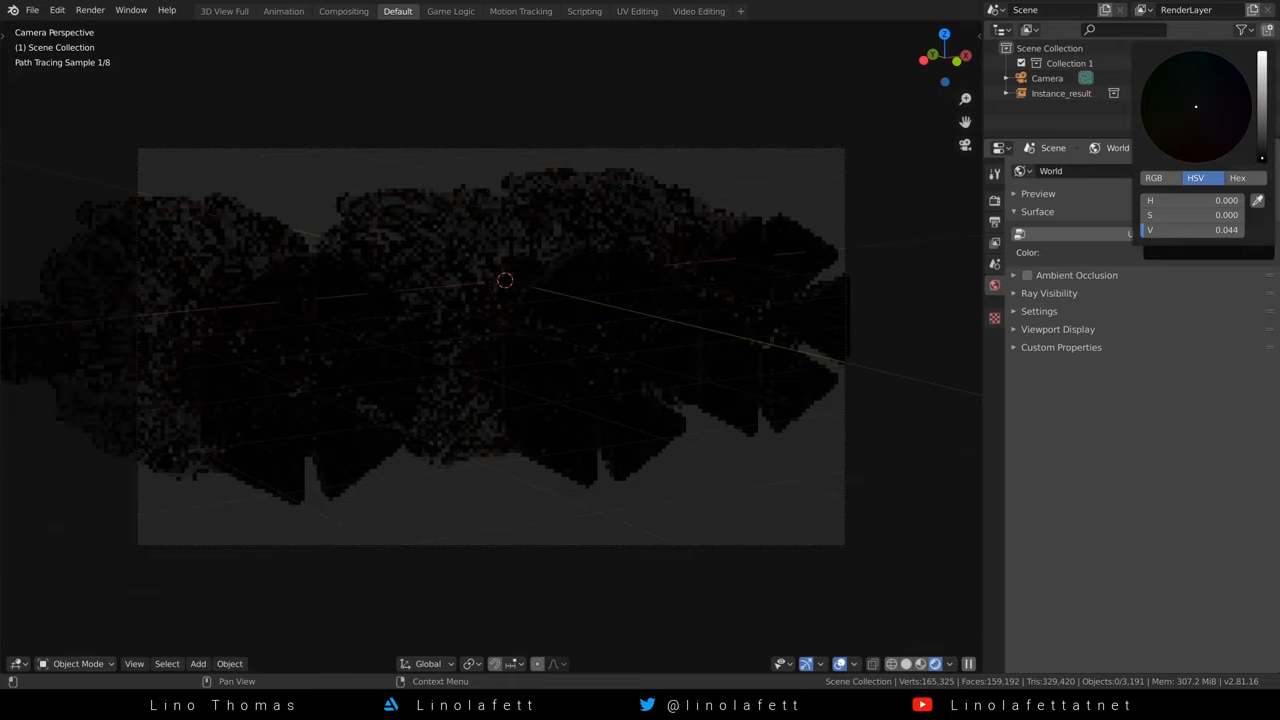 File Edit Render Window Help
3D View Full Animation Compositing Default Game Logic Motion Tracking Scripting UV Editing Video Editing +
Scene RenderLayer
Camera Perspective
(1) Scene Collection
Path Tracing Sample 1/8
Z
Y X
Scene Collection
Collection 1
Camera
Instance_result
Scene World
World
Preview
Surface
Color:
Ambient Occlusion
Ray Visibility
Settings
Viewport Display
Custom Properties
RGB HSV Hex
H 0.000
S 0.000
V 0.044
Object Mode View Select Add Object Global
Pan View Context Menu
Scene Collection | Verts:165,325 | Faces:159,192 | Tris:329,420 | Objects:0/3,191 | Mem: 307.2 MiB | v2.81.16
Lino Thomas Linolafett @linolafett Linolafettatnet